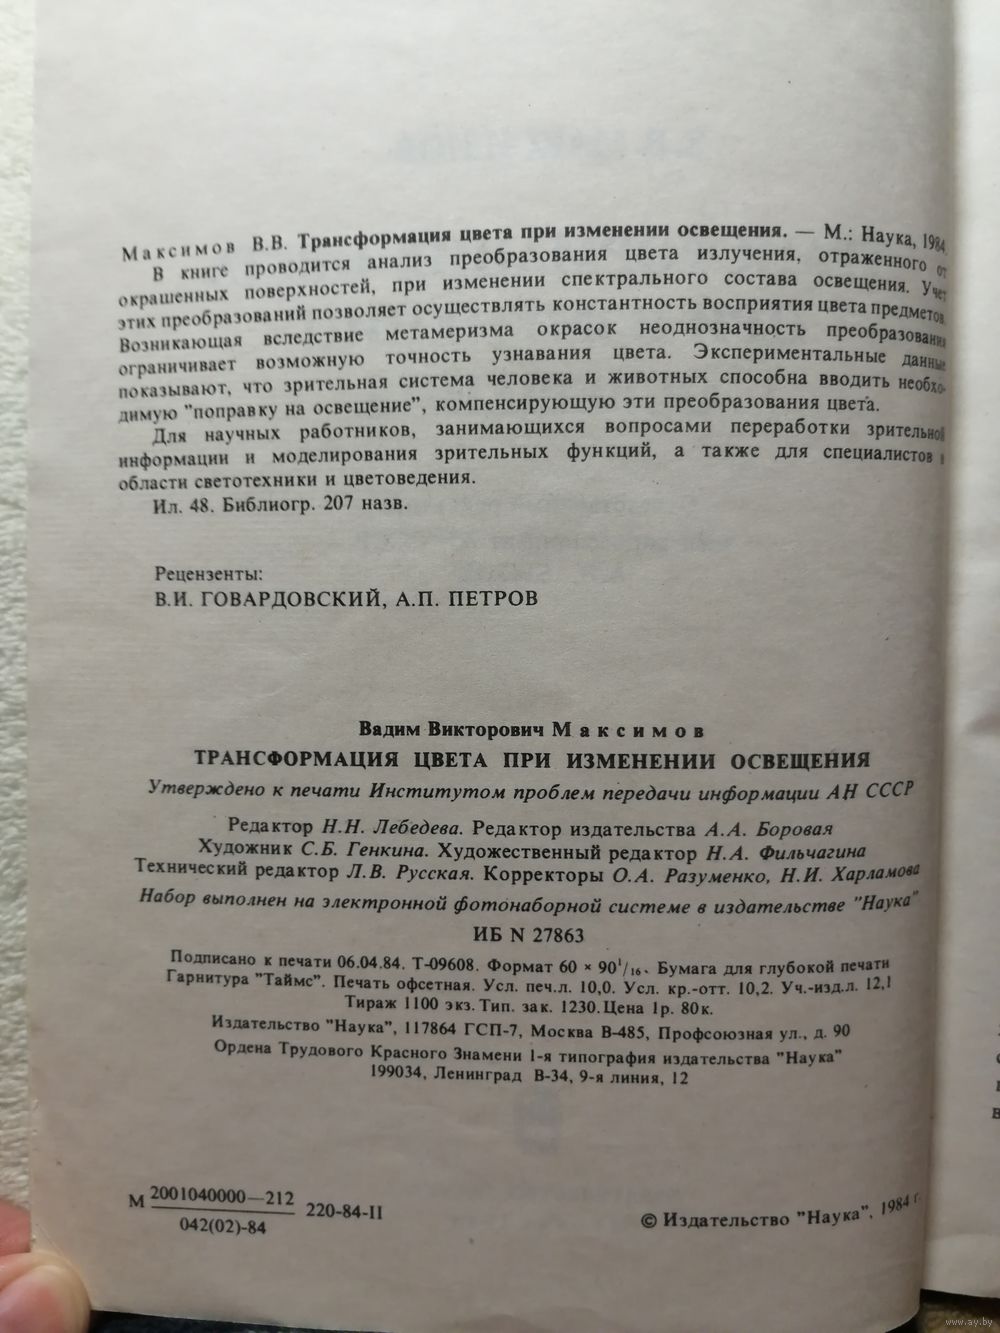 Максимов В.В. Трансформация цвета при изменении освещения. — М.: Наука, 1984.
В книге проводится анализ преобразования цвета излучения, отраженного от
окрашенных поверхностей, при изменении спектрального состава освещения. Учет
этих преобразований позволяет осуществлять константность восприятия цвета предметов.
Возникающая вследствие метамеризма окрасок неоднозначность преобразования
ограничивает возможную точность узнавания цвета. Экспериментальные данные
показывают, что зрительная система человека и животных способна вводить необхо-
димую "поправку на освещение", компенсирующую эти преобразования цвета.
Для научных работников, занимающихся вопросами переработки зрительной
информации и моделирования зрительных функций, а также для специалистов в
области светотехники и цветоведения.
Ил. 48. Библиогр. 207 назв.
Рецензенты:
В.И. ГОВАРДОВСКИЙ, А.П. ПЕТРОВ
Вадим Викторович Максимов
ТРАНСФОРМАЦИЯ ЦВЕТА ПРИ ИЗМЕНЕНИИ ОСВЕЩЕНИЯ
Утверждено к печати Институтом проблем передачи информации АН СССР
Редактор Н.Н. Лебедева. Редактор издательства А.А. Боровая
Художник С.Б. Генкина. Художественный редактор Н.А. Фильчагина
Технический редактор Л.В. Русская. Корректоры О.А. Разуменко, Н.И. Харламова
Набор выполнен на электронной фотонаборной системе в издательстве "Наука"
ИБ N 27863
Подписано к печати 06.04.84. Т-09608. Формат 60 × 90 1/16. Бумага для глубокой печати
Гарнитура "Таймс". Печать офсетная. Усл. печ.л. 10,0. Усл. кр.-отт. 10,2. Уч.-изд.л. 12,1
Тираж 1100 экз. Тип. зак. 1230. Цена 1р. 80к.
Издательство "Наука", 117864 ГСП-7, Москва В-485, Профсоюзная ул., д. 90
Ордена Трудового Красного Знамени 1-я типография издательства "Наука"
199034, Ленинград В-34, 9-я линия, 12
М 2001040000—212 220-84-II
042(02)-84
© Издательство "Наука", 1984 г.
www.ay.by